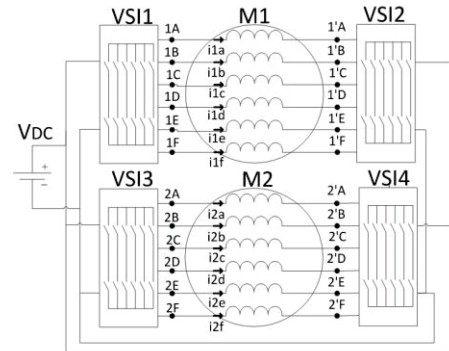 VSI1 M1 VSI2
1A 1'A
i1a
1B 1'B
i1b
1C 1'C
i1c
1D 1'D
i1d
1E 1'E
i1e
1F 1'F
i1f
VDC
+
-
VSI3 M2 VSI4
2A 2'A
i2a
2B 2'B
i2b
2C 2'C
i2c
2D 2'D
i2d
2E 2'E
i2e
2F 2'F
i2f